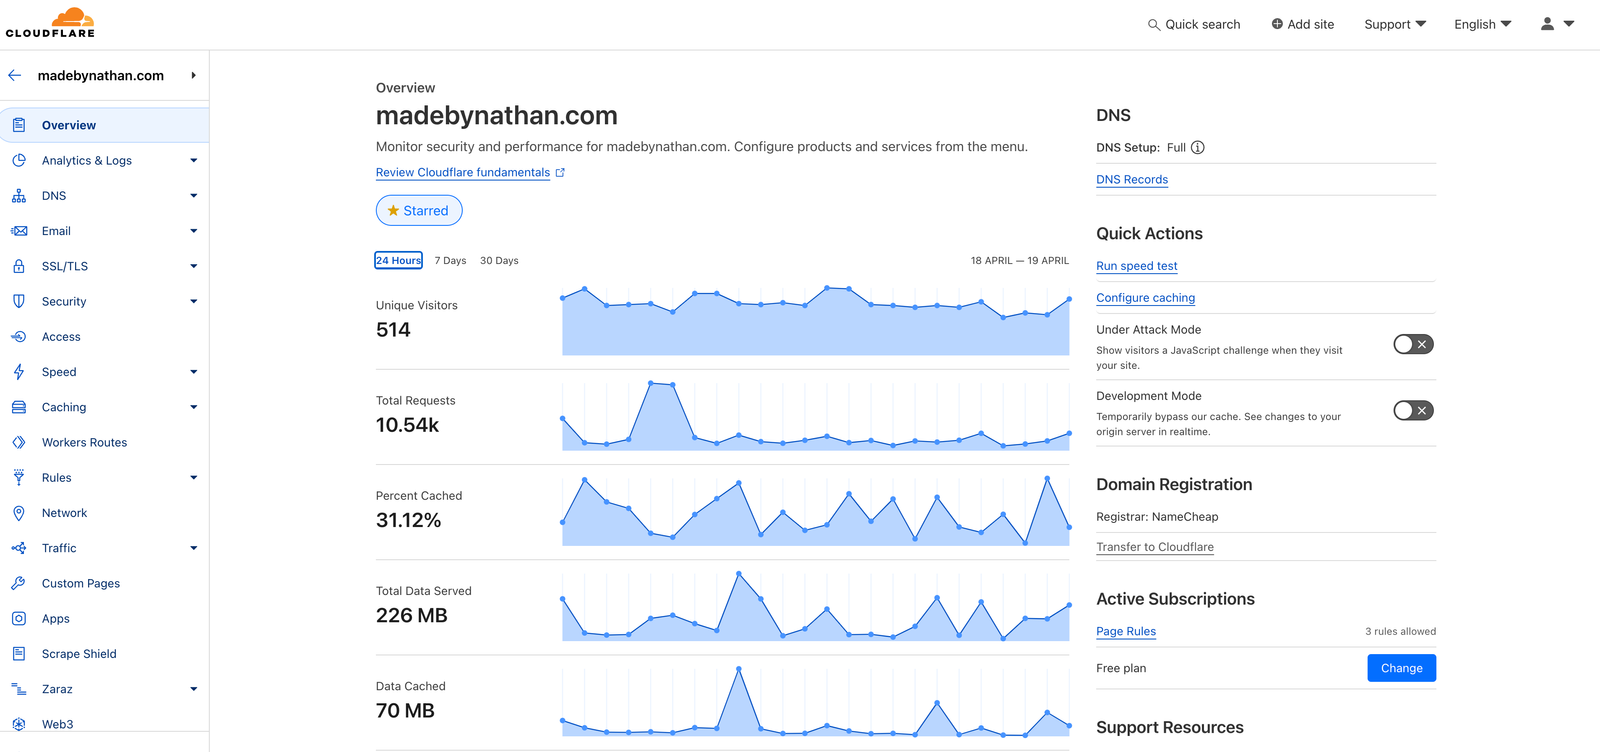 CLOUDFLARE
Quick search
Add site
Support
English
madebynathan.com
Overview
Analytics & Logs
DNS
Email
SSL/TLS
Security
Access
Speed
Caching
Workers Routes
Rules
Network
Traffic
Custom Pages
Apps
Scrape Shield
Zaraz
Web3
Overview
madebynathan.com
Monitor security and performance for madebynathan.com. Configure products and services from the menu.
Review Cloudflare fundamentals
Starred
24 Hours 7 Days 30 Days
18 APRIL — 19 APRIL
Unique Visitors
514
Total Requests
10.54k
Percent Cached
31.12%
Total Data Served
226 MB
Data Cached
70 MB
DNS
DNS Setup: Full
DNS Records
Quick Actions
Run speed test
Configure caching
Under Attack Mode
Show visitors a JavaScript challenge when they visit
your site.
Development Mode
Temporarily bypass our cache. See changes to your
origin server in realtime.
Domain Registration
Registrar: NameCheap
Transfer to Cloudflare
Active Subscriptions
Page Rules
3 rules allowed
Free plan
Change
Support Resources